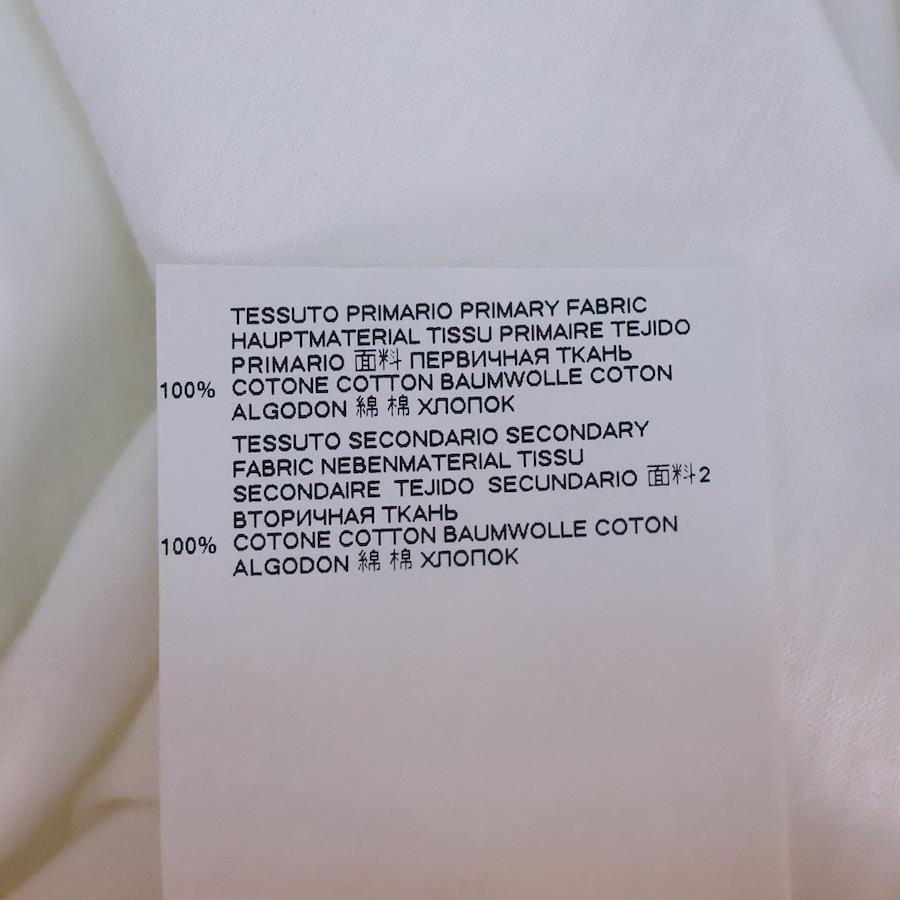 TESSUTO PRIMARIO PRIMARY FABRIC
HAUPTMATERIAL TISSU PRIMAIRE TEJIDO
PRIMARIO 面料 ПЕРВИЧНАЯ ТКАНЬ
100% COTONE COTTON BAUMWOLLE COTON
ALGODON 綿 棉 ХЛОПОК
TESSUTO SECONDARIO SECONDARY
FABRIC NEBENMATERIAL TISSU
SECONDAIRE TEJIDO SECUNDARIO 面料2
ВТОРИЧНАЯ ТКАНЬ
100% COTONE COTTON BAUMWOLLE COTON
ALGODON 綿 棉 ХЛОПОК